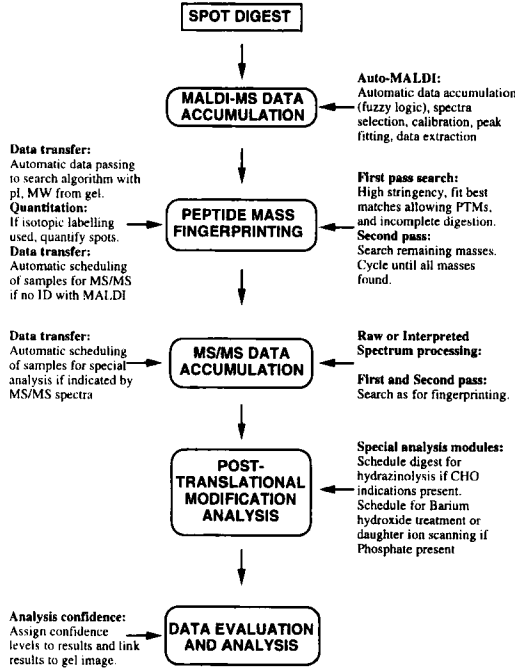 SPOT DIGEST
MALDI-MS DATA
ACCUMULATION
Auto-MALDI:
Automatic data accumulation
(fuzzy logic), spectra
selection, calibration, peak
fitting, data extraction
Data transfer:
Automatic data passing
to search algorithm with
pI, MW from gel.
Quantitation:
If isotopic labelling
used, quantify spots.
Data transfer:
Automatic scheduling
of samples for MS/MS
if no ID with MALDI
PEPTIDE MASS
FINGERPRINTING
First pass search:
High stringency, fit best
matches allowing PTMs,
and incomplete digestion.
Second pass:
Search remaining masses.
Cycle until all masses
found.
Data transfer:
Automatic scheduling
of samples for special
analysis if indicated by
MS/MS spectra
MS/MS DATA
ACCUMULATION
Raw or Interpreted
Spectrum processing:
First and Second pass:
Search as for fingerprinting.
POST-
TRANSLATIONAL
MODIFICATION
ANALYSIS
Special analysis modules:
Schedule digest for
hydrazinolysis if CHO
indications present.
Schedule for Barium
hydroxide treatment or
daughter ion scanning if
Phosphate present
Analysis confidence:
Assign confidence
levels to results and link
results to gel image.
DATA EVALUATION
AND ANALYSIS